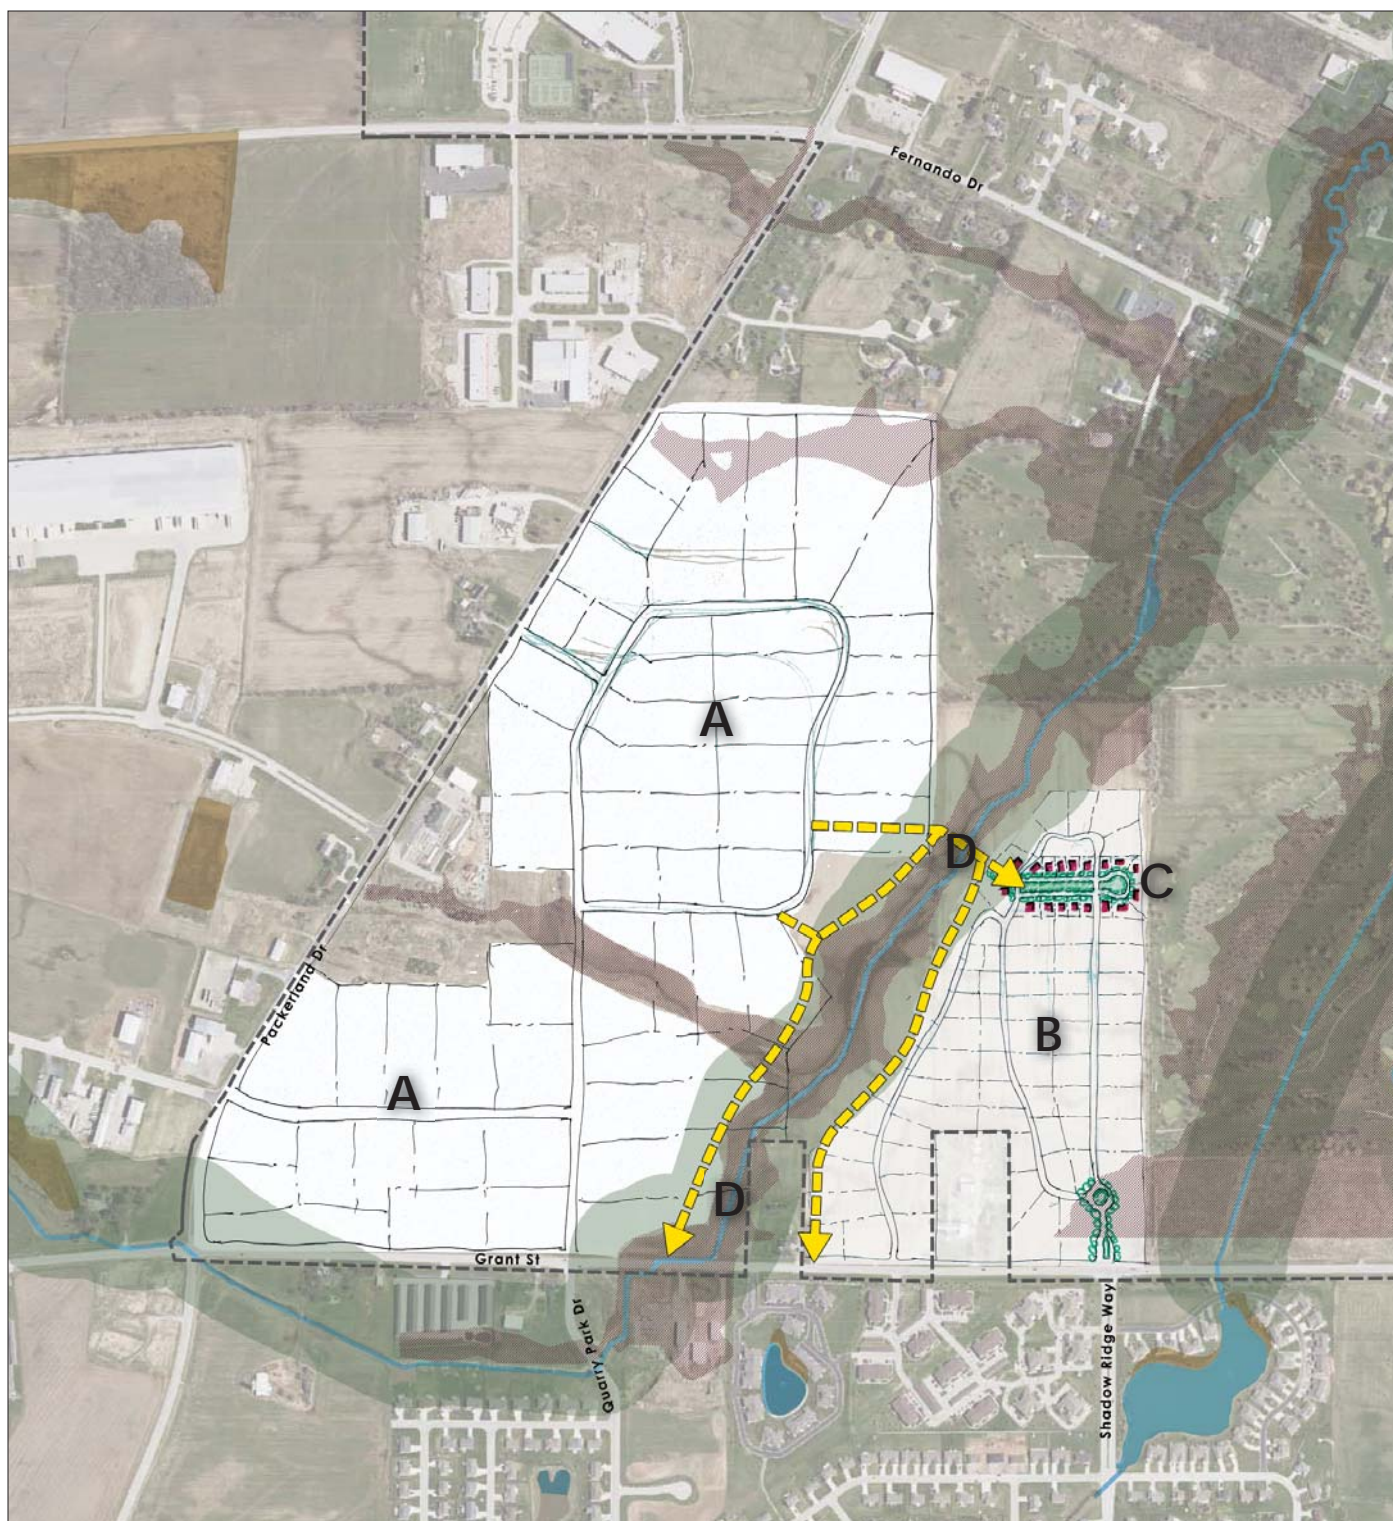 Fernando Dr
A
D
C
Packerland Dr
B
A
D
Grant St
Quarry Park Dr
Shadow Ridge Way